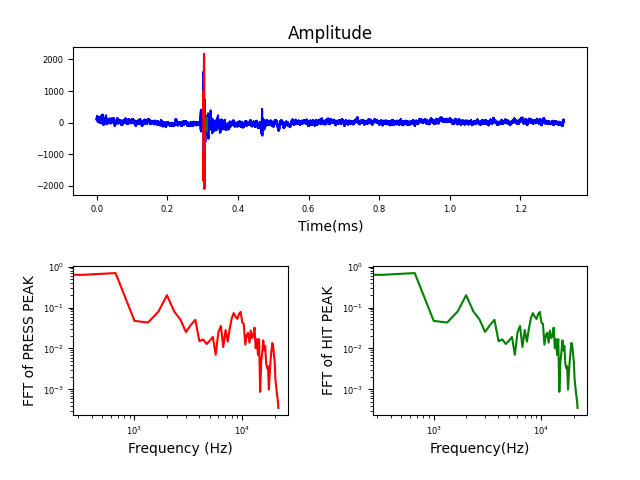 Amplitude
2000
1000
0
−1000
−2000
0.0 0.2 0.4 0.6 0.8 1.0 1.2
Time(ms)
FFT of PRESS PEAK
10⁰
10⁻¹
10⁻²
10⁻³
10³ 10⁴
Frequency (Hz)
FFT of HIT PEAK
10⁰
10⁻¹
10⁻²
10⁻³
10³ 10⁴
Frequency(Hz)